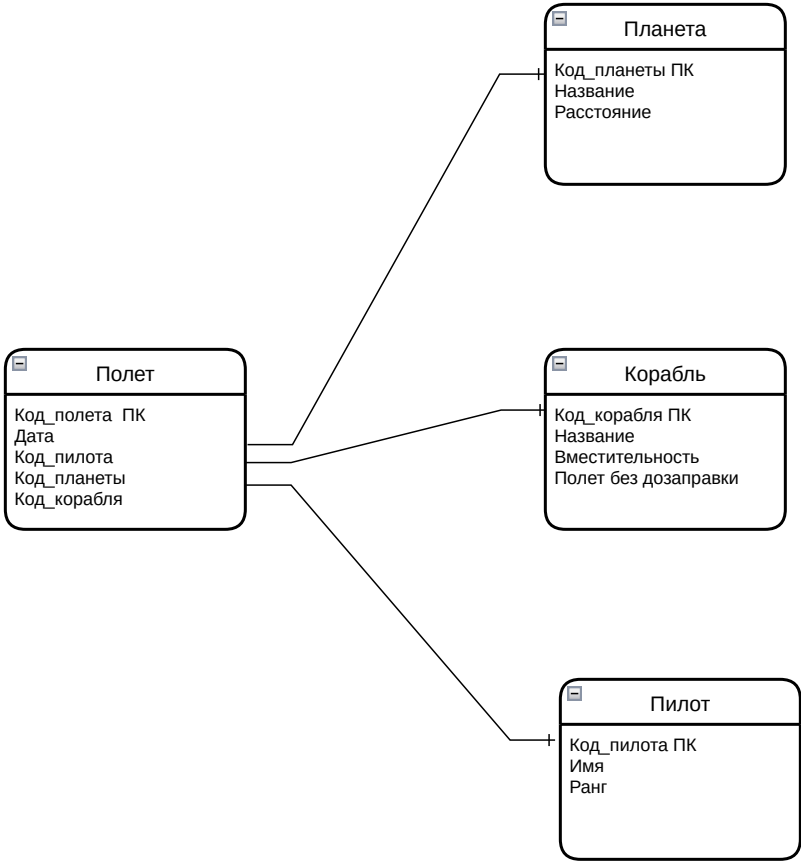 Планета
Код_планеты ПК
Название
Расстояние
Полет
Код_полета  ПК
Дата
Код_пилота
Код_планеты
Код_корабля
Корабль
Код_корабля ПК
Название
Вместительность
Полет без дозаправки
Пилот
Код_пилота ПК
Имя
Ранг